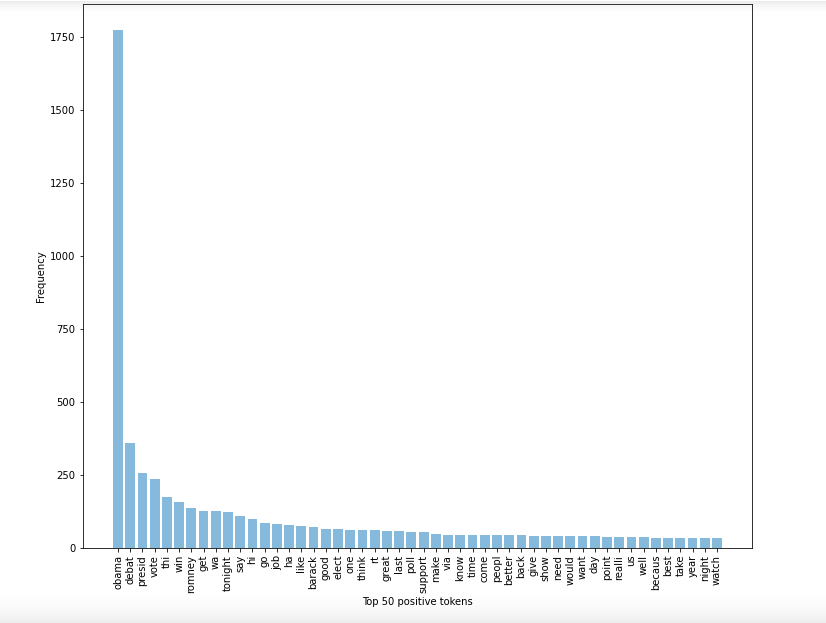 1750
1500
1250
1000
750
500
250
0
Frequency
obama
debat
presid
vote
thi
win
romney
get
wa
tonight
say
hi
go
job
ha
like
barack
good
elect
one
think
rt
great
last
poll
support
make
via
know
time
come
peopl
better
back
give
show
need
would
want
day
point
realli
us
well
becaus
best
take
year
night
watch
Top 50 positive tokens